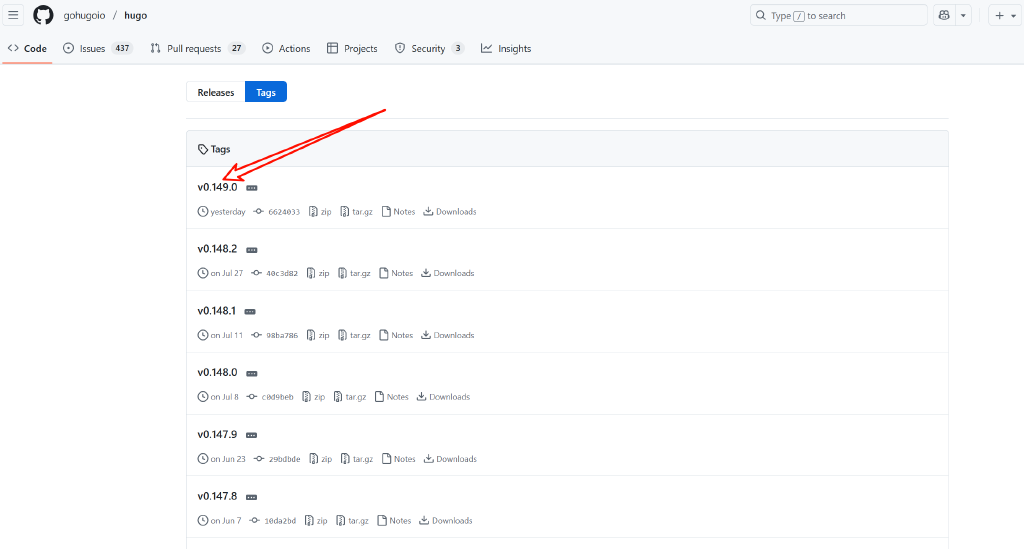 gohugoio / hugo
Type / to search
Code Issues 437 Pull requests 27 Actions Projects Security 3 Insights
Releases Tags
Tags
v0.149.0
yesterday 6624033 zip tar.gz Notes Downloads
v0.148.2
on Jul 27 40c3d82 zip tar.gz Notes Downloads
v0.148.1
on Jul 11 98ba786 zip tar.gz Notes Downloads
v0.148.0
on Jul 8 c0d9beb zip tar.gz Notes Downloads
v0.147.9
on Jun 23 29bdbde zip tar.gz Notes Downloads
v0.147.8
on Jun 7 10da2bd zip tar.gz Notes Downloads